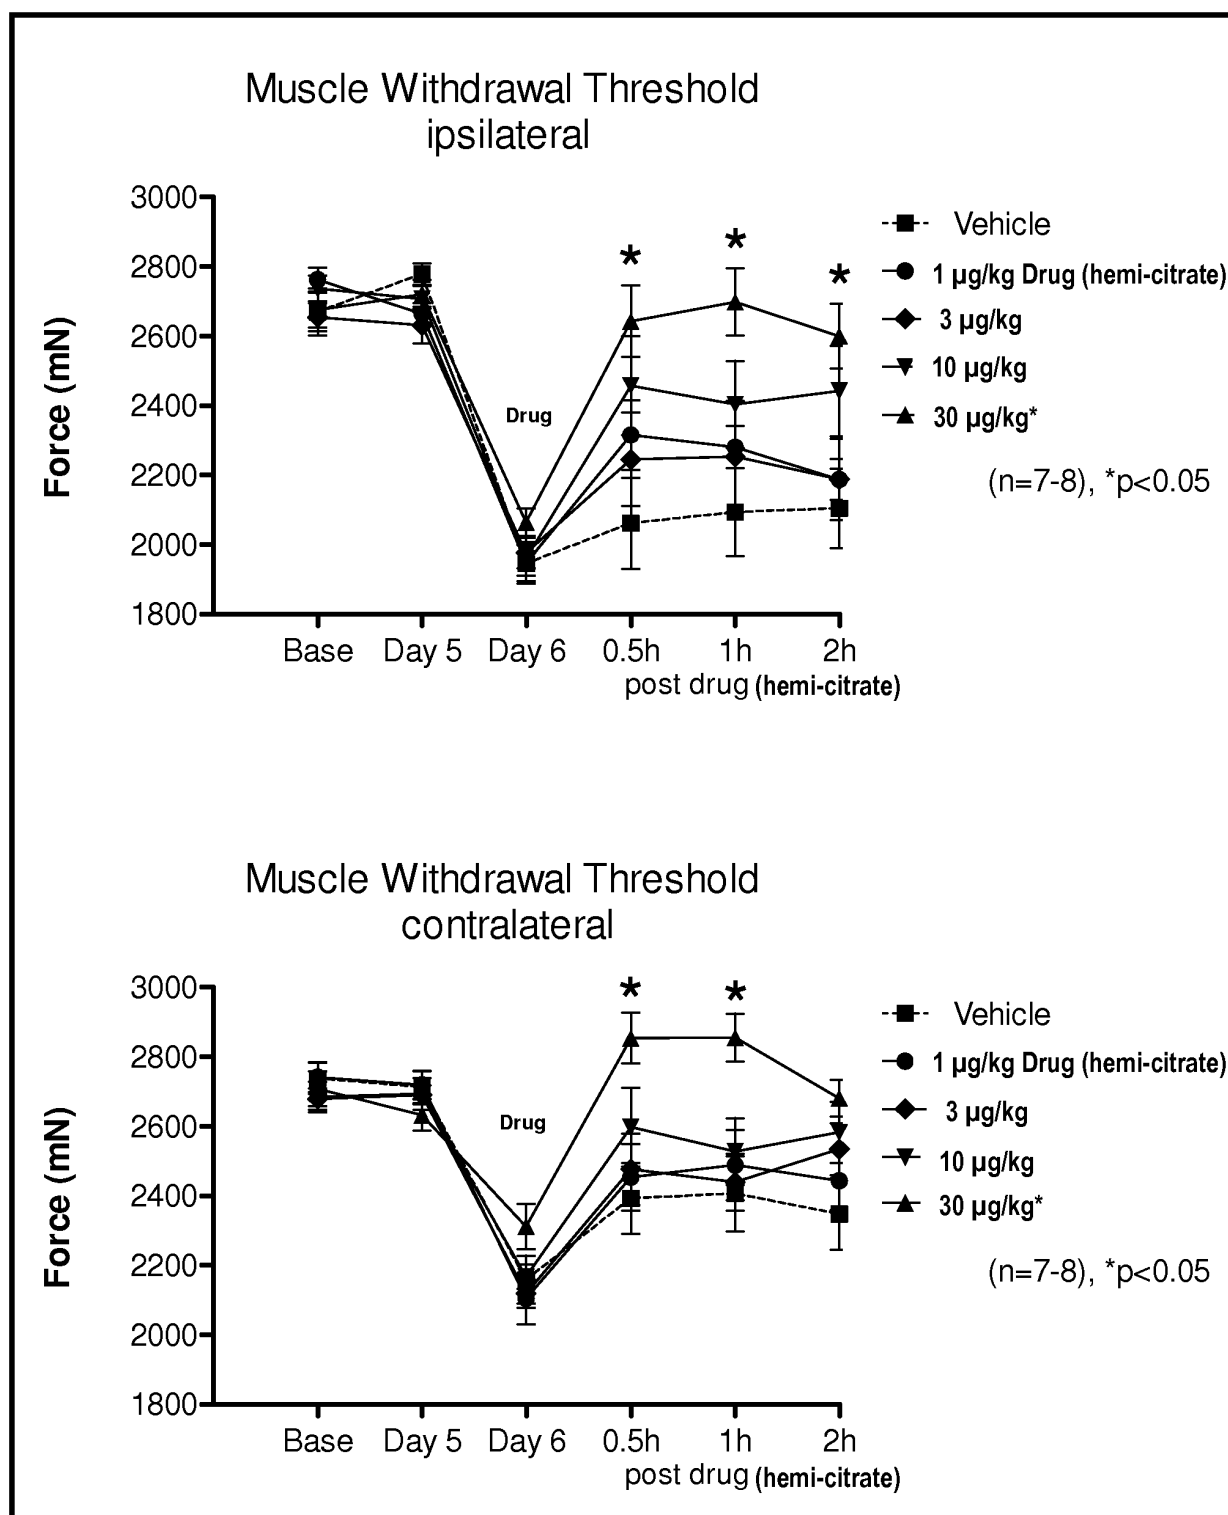 Muscle Withdrawal Threshold
ipsilateral
3000
2800
2600
2400
2200
2000
1800
Force (mN)
Drug
* * *
Base Day 5 Day 6 0.5h 1h 2h
post drug (hemi-citrate)
Vehicle
1 µg/kg Drug (hemi-citrate)
3 µg/kg
10 µg/kg
30 µg/kg*
(n=7-8), *p<0.05
Muscle Withdrawal Threshold
contralateral
3000
2800
2600
2400
2200
2000
1800
Force (mN)
Drug
* *
Base Day 5 Day 6 0.5h 1h 2h
post drug (hemi-citrate)
Vehicle
1 µg/kg Drug (hemi-citrate)
3 µg/kg
10 µg/kg
30 µg/kg*
(n=7-8), *p<0.05